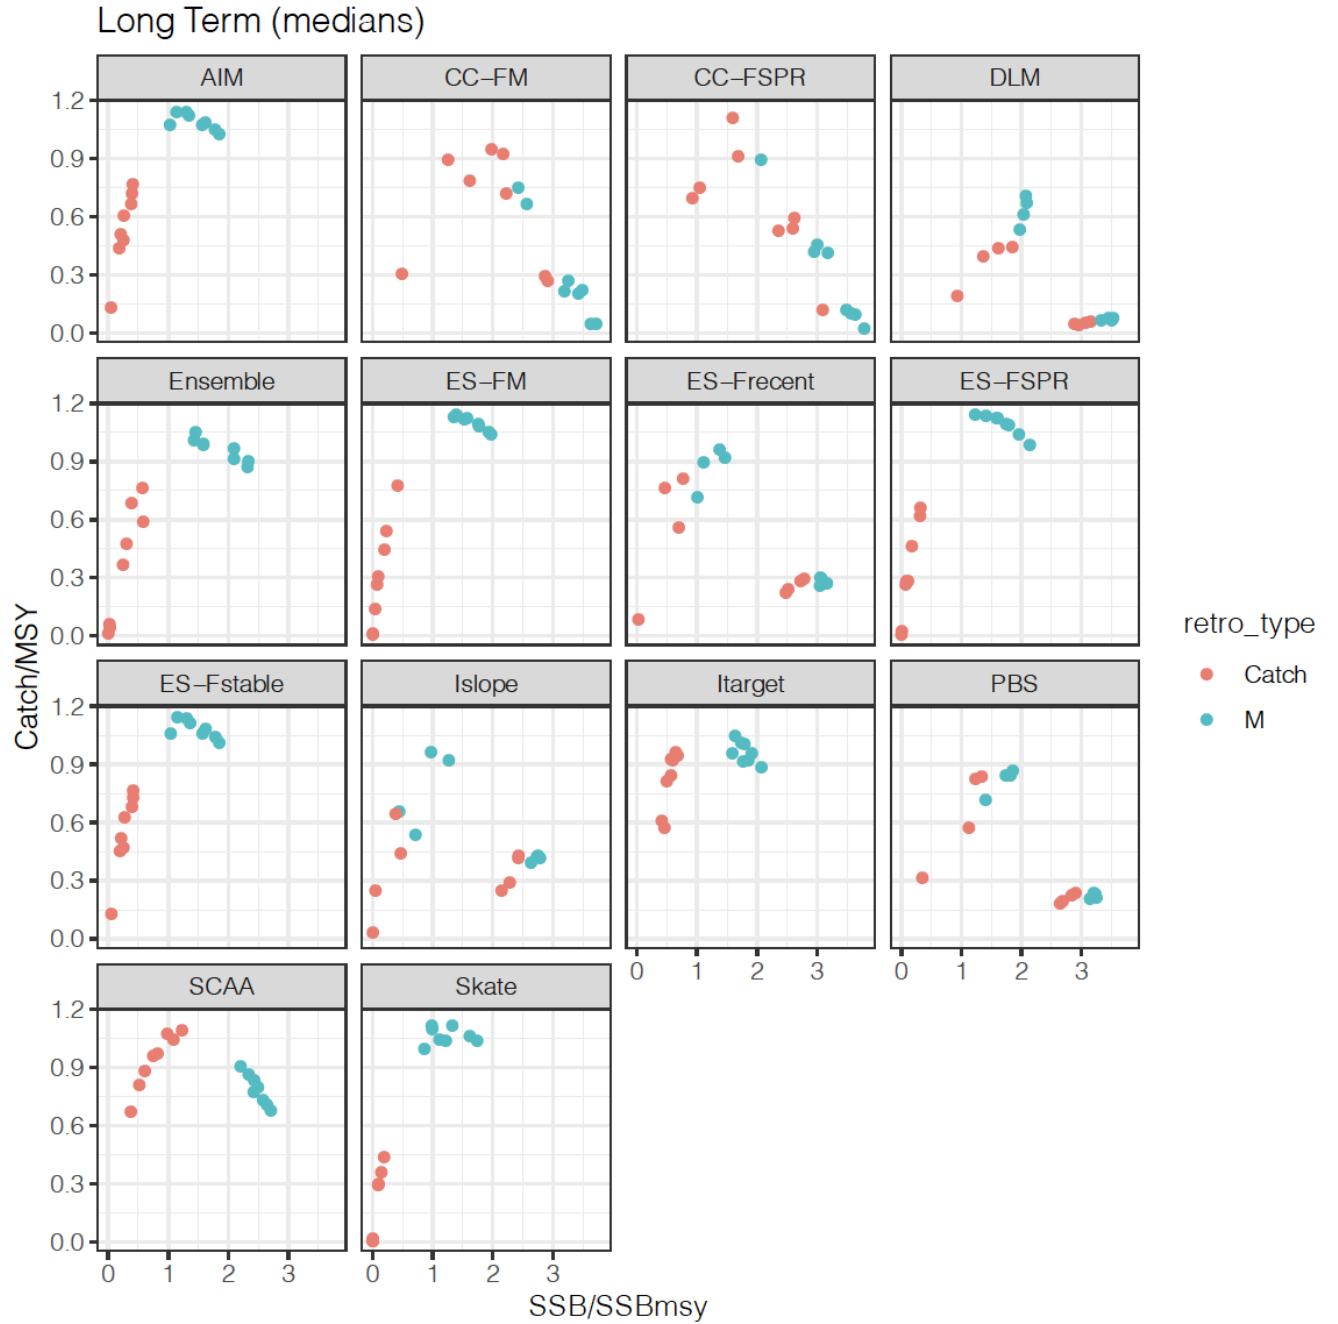 Long Term (medians)
AIM
CC−FM
CC−FSPR
DLM
1.2
0.9
0.6
0.3
0.0
Ensemble
ES−FM
ES−Frecent
ES−FSPR
1.2
0.9
0.6
0.3
0.0
ES−Fstable
Islope
Itarget
PBS
1.2
0.9
0.6
0.3
0.0
0 1 2 3
0 1 2 3
SCAA
Skate
1.2
0.9
0.6
0.3
0.0
0 1 2 3
0 1 2 3
SSB/SSBmsy
Catch/MSY
retro_type
Catch
M